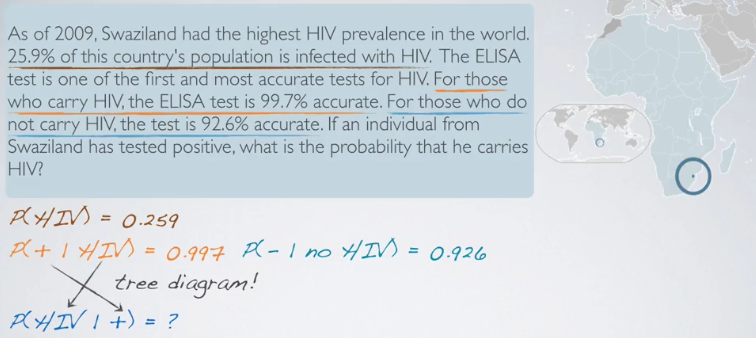 As of 2009, Swaziland had the highest HIV prevalence in the world.
25.9% of this country's population is infected with HIV. The ELISA
test is one of the first and most accurate tests for HIV. For those
who carry HIV, the ELISA test is 99.7% accurate. For those who do
not carry HIV, the test is 92.6% accurate. If an individual from
Swaziland has tested positive, what is the probability that he carries
HIV?
P(HIV) = 0.259
P(+ | HIV) = 0.997 P(- | no HIV) = 0.926
tree diagram!
P(HIV | +) = ?